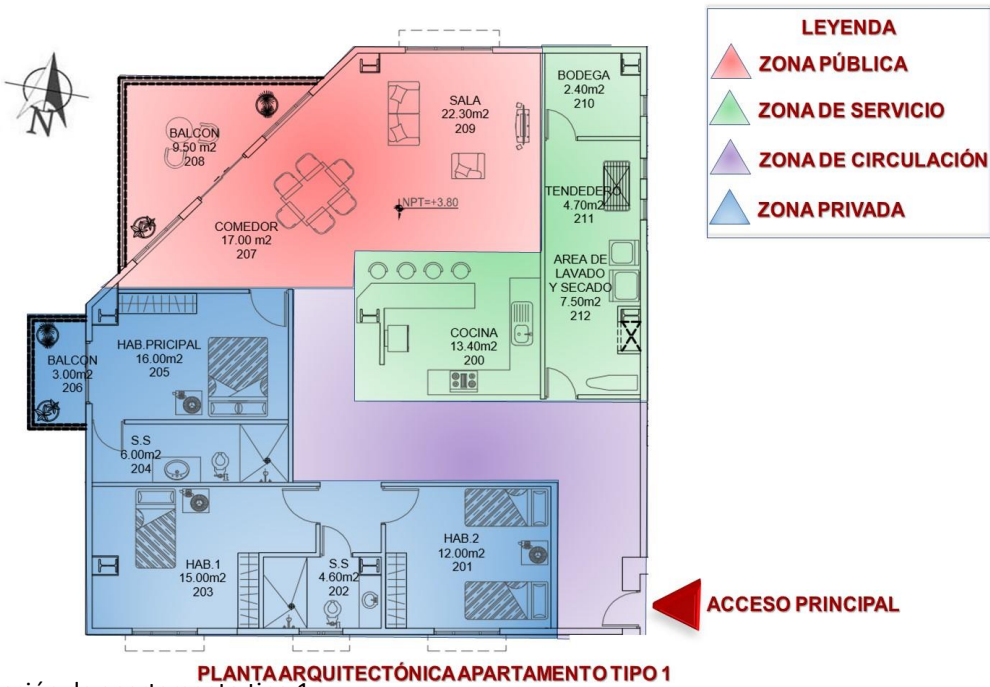 LEYENDA
ZONA PÚBLICA
ZONA DE SERVICIO
ZONA DE CIRCULACIÓN
ZONA PRIVADA
N
BODEGA
2.40m2
210
SALA
22.30m2
209
BALCON
9.50 m2
208
TENDEDERO
4.70m2
211
NPT=+3.80
COMEDOR
17.00 m2
207
AREA DE
LAVADO
Y SECADO
7.50m2
212
COCINA
13.40m2
200
HAB.PRICIPAL
16.00m2
205
BALCON
3.00m2
206
S.S
6.00m2
204
HAB.1
15.00m2
203
S.S
4.60m2
202
HAB.2
12.00m2
201
ACCESO PRINCIPAL
PLANTA ARQUITECTÓNICA APARTAMENTO TIPO 1